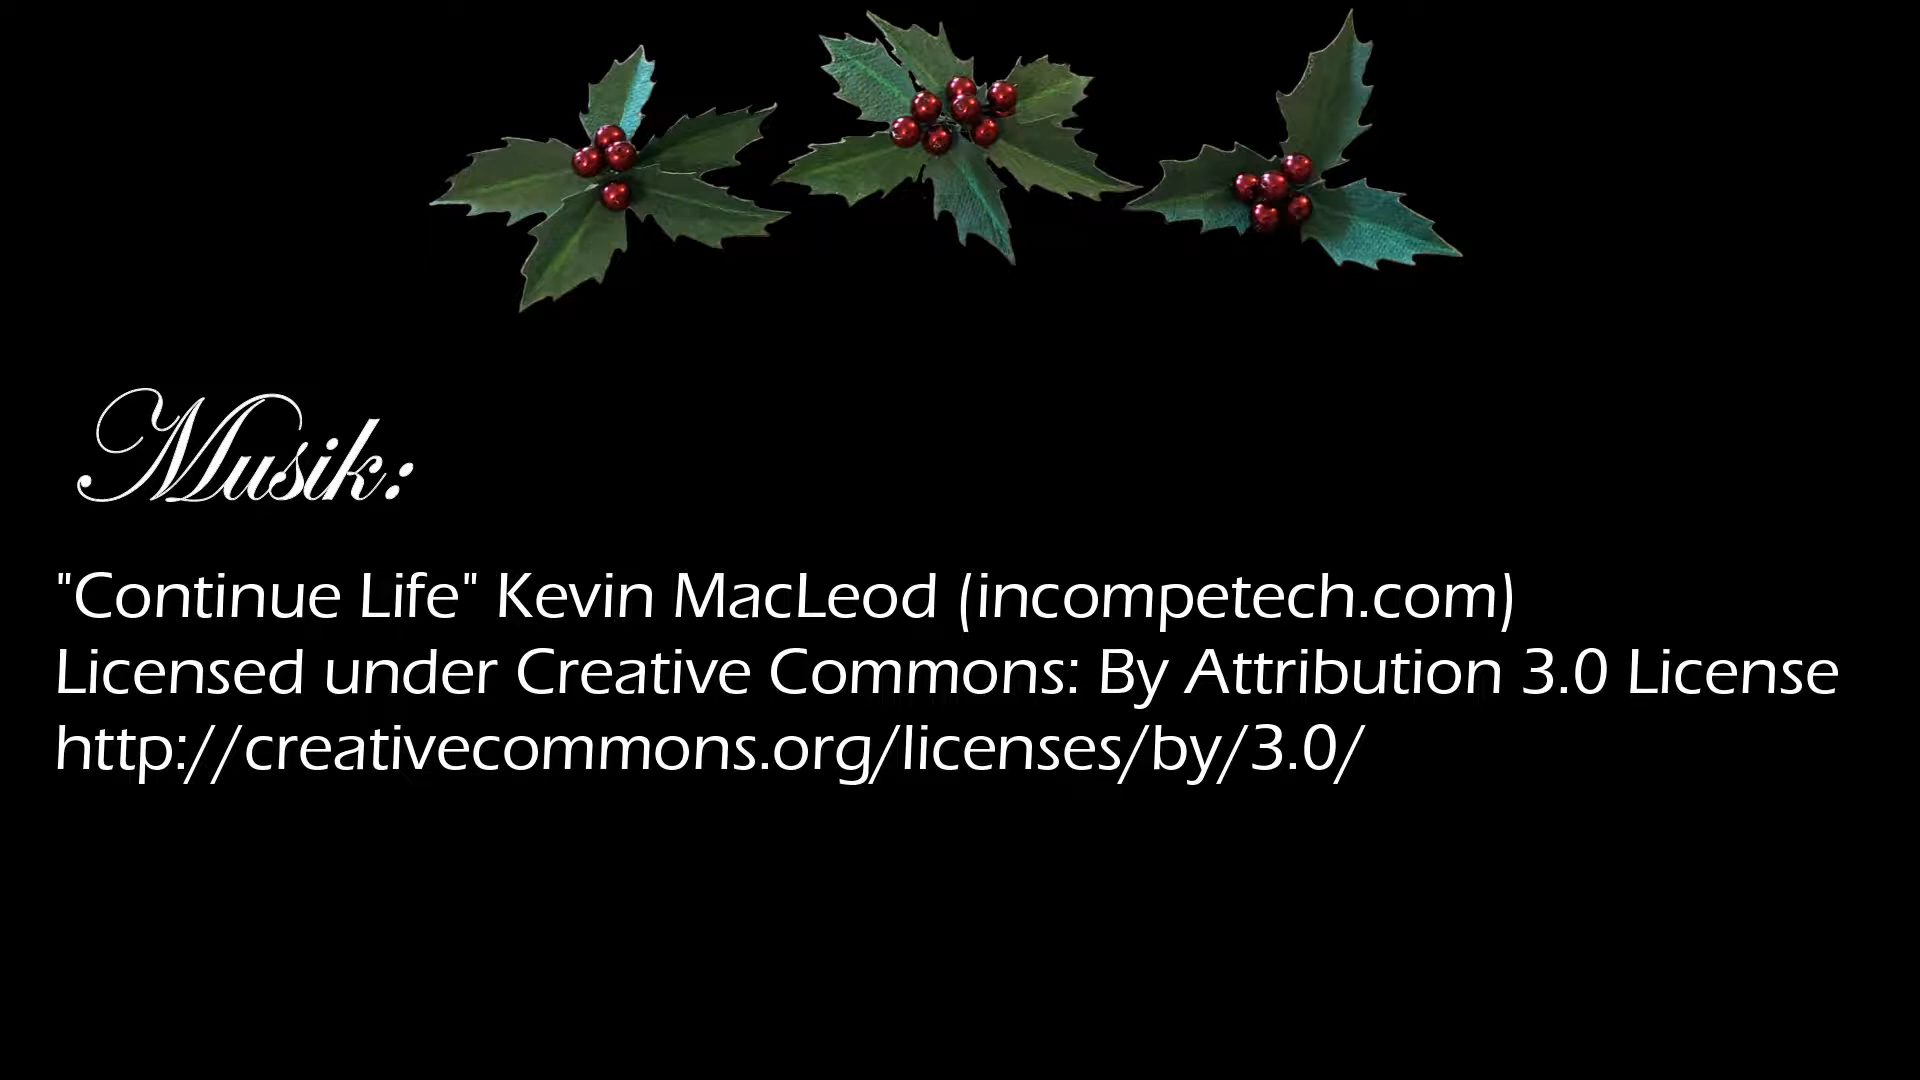 Musik:
"Continue Life" Kevin MacLeod (incompetech.com)
Licensed under Creative Commons: By Attribution 3.0 License
http://creativecommons.org/licenses/by/3.0/